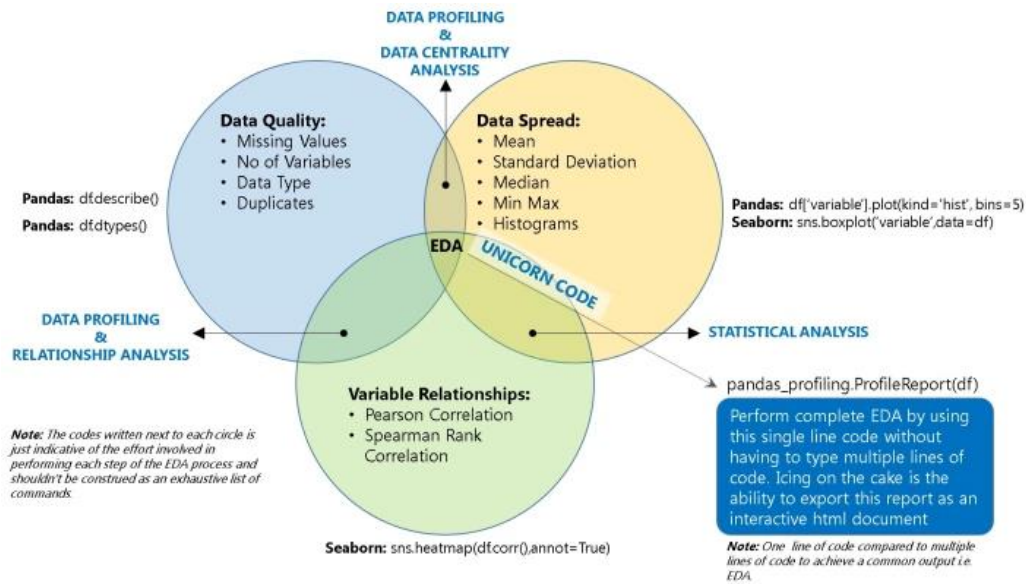 DATA PROFILING
&
DATA CENTRALITY
ANALYSIS
Data Quality:
• Missing Values
• No of Variables
• Data Type
• Duplicates
Data Spread:
• Mean
• Standard Deviation
• Median
• Min Max
• Histograms
Pandas: df.describe()
Pandas: df.dtypes()
Pandas: df['variable'].plot(kind='hist', bins=5)
Seaborn: sns.boxplot('variable',data=df)
EDA
UNICORN CODE
DATA PROFILING
&
RELATIONSHIP ANALYSIS
STATISTICAL ANALYSIS
Variable Relationships:
• Pearson Correlation
• Spearman Rank
Correlation
Note: The codes written next to each circle is
just indicative of the effort involved in
performing each step of the EDA process and
shouldn't be construed as an exhaustive list of
commands.
pandas_profiling.ProfileReport(df)
Perform complete EDA by using
this single line code without
having to type multiple lines of
code. Icing on the cake is the
ability to export this report as an
interactive html document
Seaborn: sns.heatmap(df.corr(),annot=True)
Note: One line of code compared to multiple
lines of code to achieve a common output i.e.
EDA.